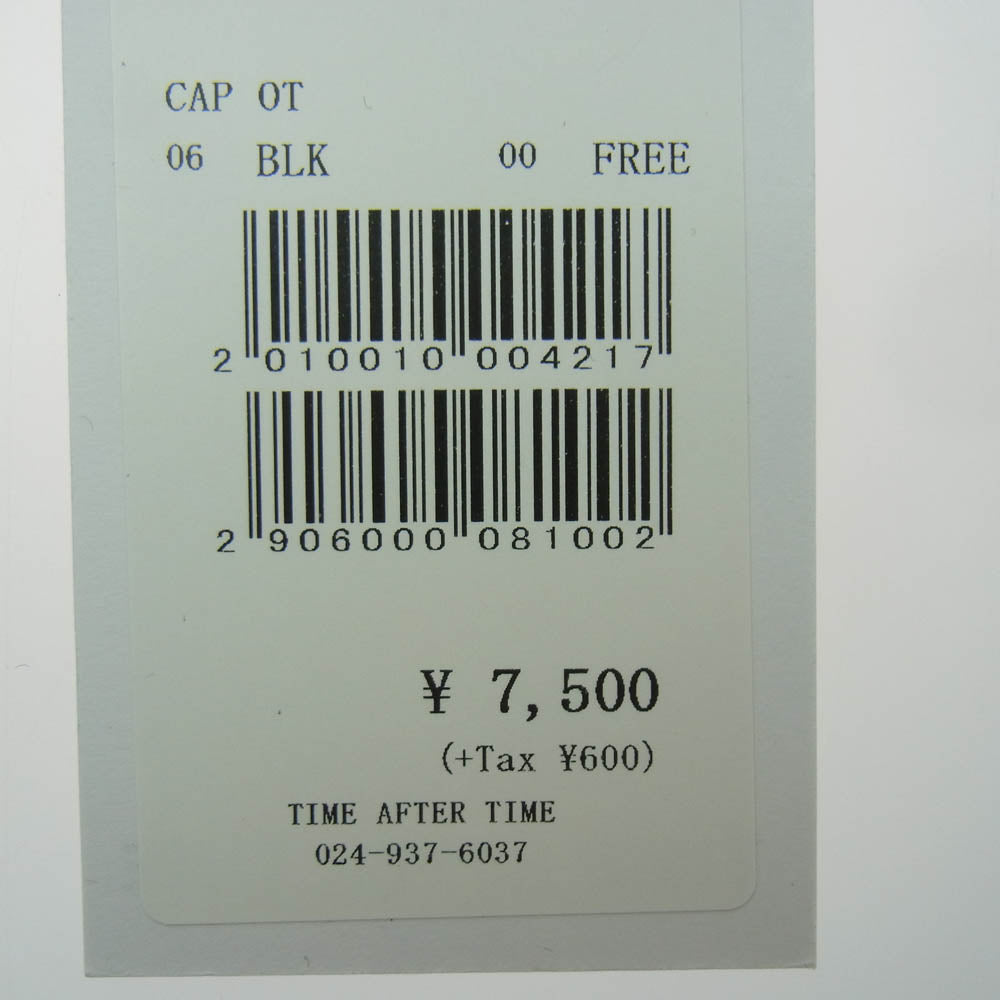 CAP OT
06 BLK 00 FREE
2 010010 004217
2 906000 081002
¥ 7,500
(+Tax ¥600)
TIME AFTER TIME
024-937-6037